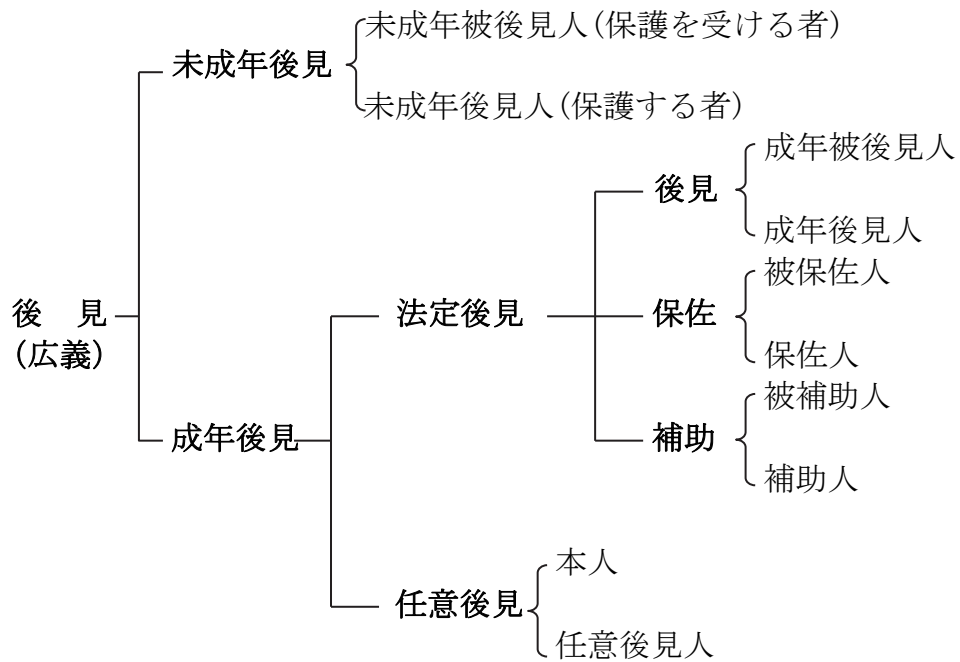 未成年被後見人(保護を受ける者)
未成年後見
未成年後見人(保護する者)
成年被後見人
後見
成年後見人
被保佐人
後 見
(広義)
法定後見
保佐
保佐人
被補助人
成年後見
補助
補助人
本人
任意後見
任意後見人